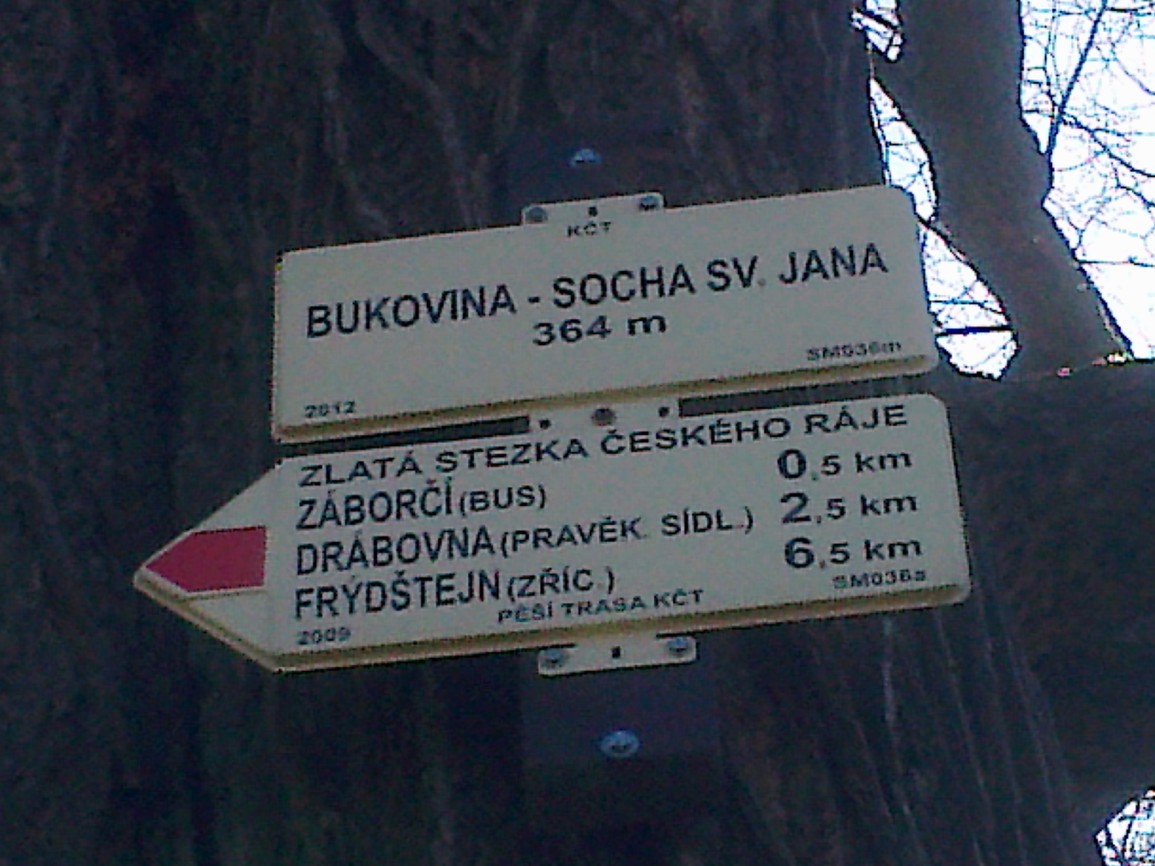 KČT
BUKOVINA - SOCHA SV. JANA
364 m
SM036m
2012
ZLATÁ STEZKA ČESKÉHO RÁJE
ZÁBORČÍ (BUS) 0,5 km
DRÁBOVNA (PRAVĚK. SÍDL.) 2,5 km
FRÝDŠTEJN (ZŘÍC.) 6,5 km
2009 PĚŠÍ TRASA KČT SM036a